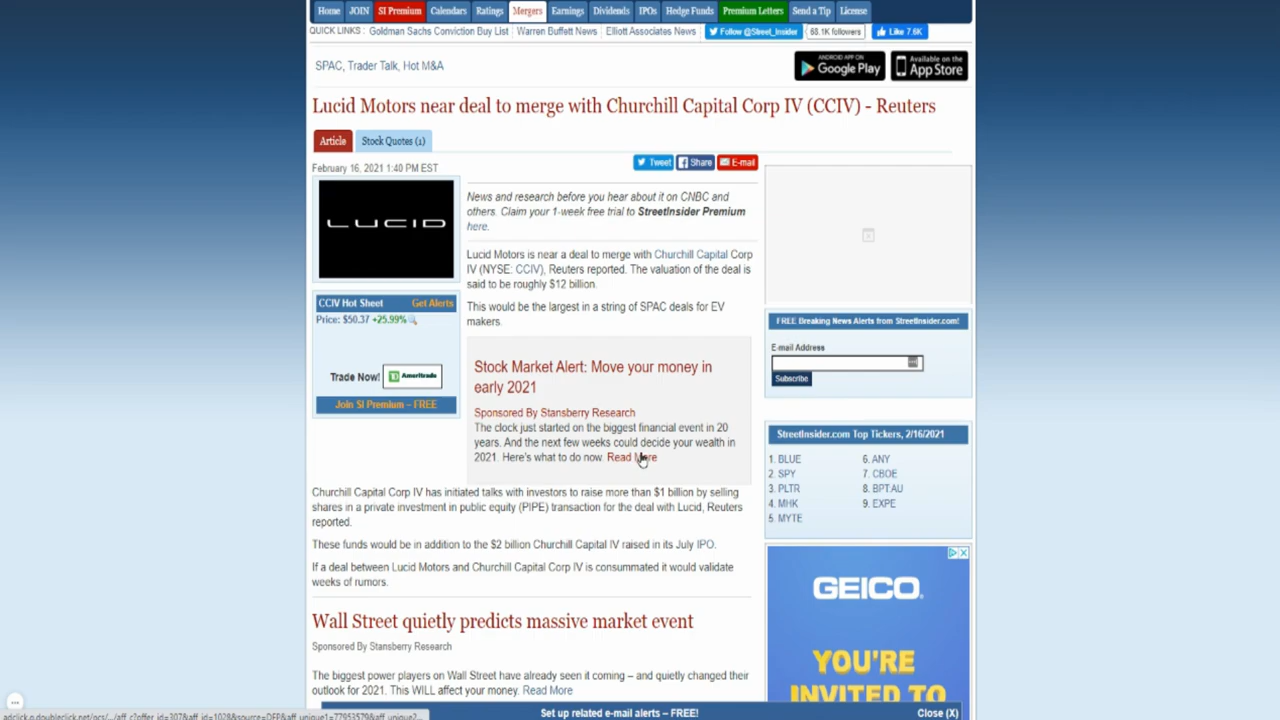 Home JOIN SI Premium Calendars Ratings Mergers Earnings Dividends IPOs Hedge Funds Premium Letters Send a Tip License
QUICK LINKS: Goldman Sachs Conviction Buy List Warren Buffett News Elliott Associates News Follow @Street_Insider 68.1K followers Like 7.6K
SPAC, Trader Talk, Hot M&A
ANDROID APP ON
Google Play
Available on the
App Store
Lucid Motors near deal to merge with Churchill Capital Corp IV (CCIV) - Reuters
Article Stock Quotes (1)
February 16, 2021 1:40 PM EST
Tweet Share E-mail
LUCID
CCIV Hot Sheet Get Alerts
Price: $50.37 +25.99%
Trade Now! Ameritrade
Join SI Premium – FREE
News and research before you hear about it on CNBC and
others. Claim your 1-week free trial to StreetInsider Premium
here.
Lucid Motors is near a deal to merge with Churchill Capital Corp
IV (NYSE: CCIV), Reuters reported. The valuation of the deal is
said to be roughly $12 billion.
This would be the largest in a string of SPAC deals for EV
makers.
Stock Market Alert: Move your money in
early 2021
Sponsored By Stansberry Research
The clock just started on the biggest financial event in 20
years. And the next few weeks could decide your wealth in
2021. Here's what to do now. Read More
Churchill Capital Corp IV has initiated talks with investors to raise more than $1 billion by selling
shares in a private investment in public equity (PIPE) transaction for the deal with Lucid, Reuters
reported.
These funds would be in addition to the $2 billion Churchill Capital IV raised in its July IPO.
If a deal between Lucid Motors and Churchill Capital Corp IV is consummated it would validate
weeks of rumors.
Wall Street quietly predicts massive market event
Sponsored By Stansberry Research
The biggest power players on Wall Street have already seen it coming – and quietly changed their
outlook for 2021. This WILL affect your money. Read More
FREE Breaking News Alerts from StreetInsider.com!
E-mail Address
Subscribe
StreetInsider.com Top Tickers, 2/16/2021
1. BLUE 6. ANY
2. SPY 7. CBOE
3. PLTR 8. BPT.AU
4. MHK 9. EXPE
5. MYTE
GEICO.
YOU'RE
INVITED TO
Set up related e-mail alerts – FREE! Close (X)